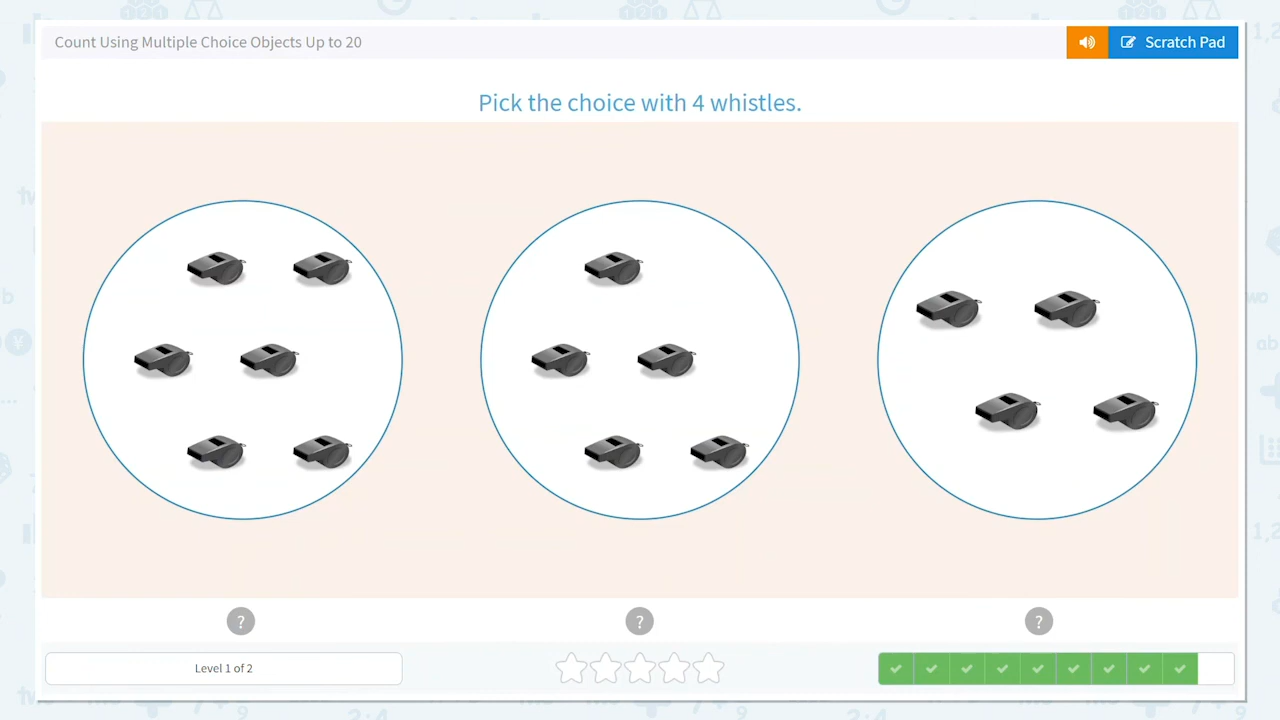 Count Using Multiple Choice Objects Up to 20
Scratch Pad
Pick the choice with 4 whistles.
? ? ?
Level 1 of 2